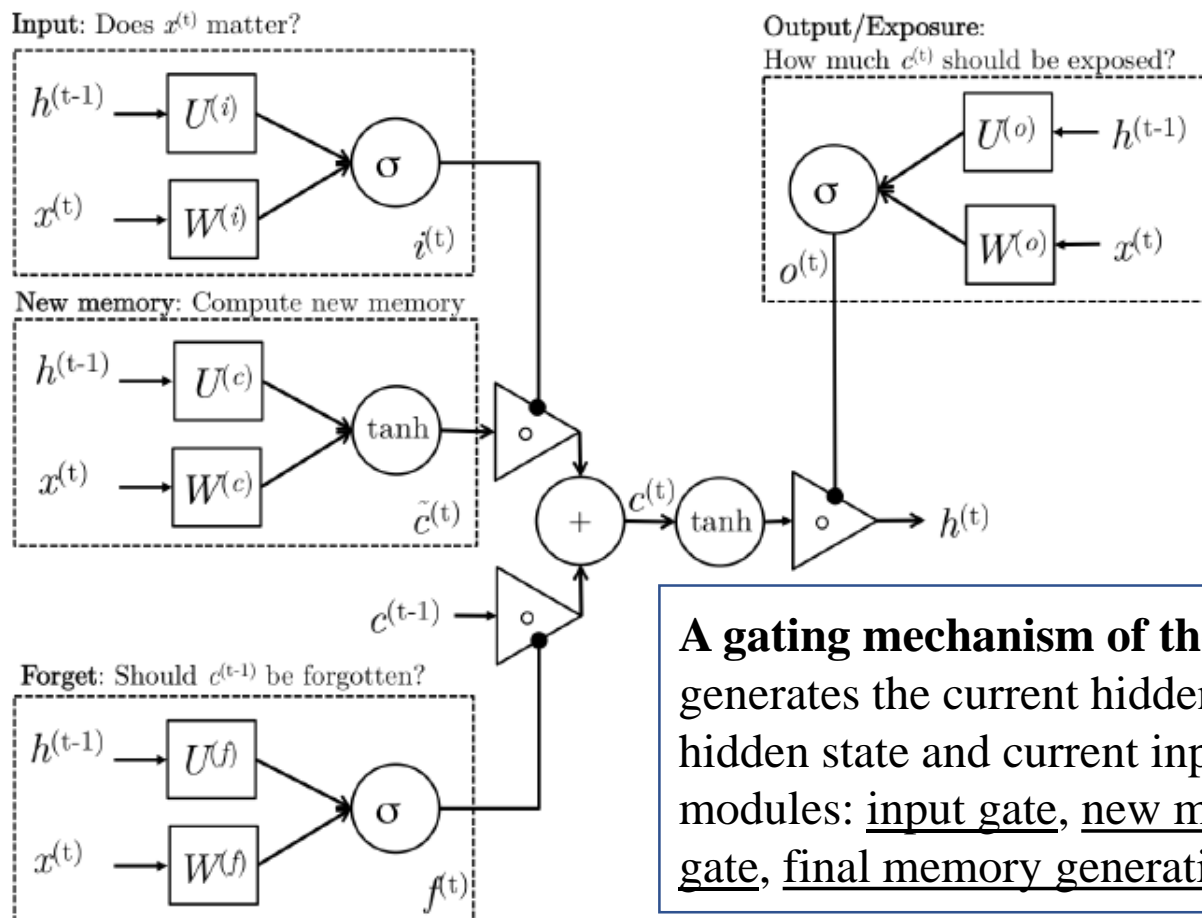 Input: Does x^(t) matter?
h^(t-1)
U^(i)
σ
x^(t)
W^(i)
i^(t)
New memory: Compute new memory
h^(t-1)
U^(c)
tanh
x^(t)
W^(c)
c̃^(t)
Output/Exposure:
How much c^(t) should be exposed?
U^(o)
h^(t-1)
σ
W^(o)
x^(t)
o^(t)
+
c^(t)
tanh
h^(t)
c^(t-1)
Forget: Should c^(t-1) be forgotten?
h^(t-1)
U^(f)
σ
x^(t)
W^(f)
f^(t)
A gating mechanism of th
generates the current hidden
hidden state and current inp
modules: input gate, new m
gate, final memory generati